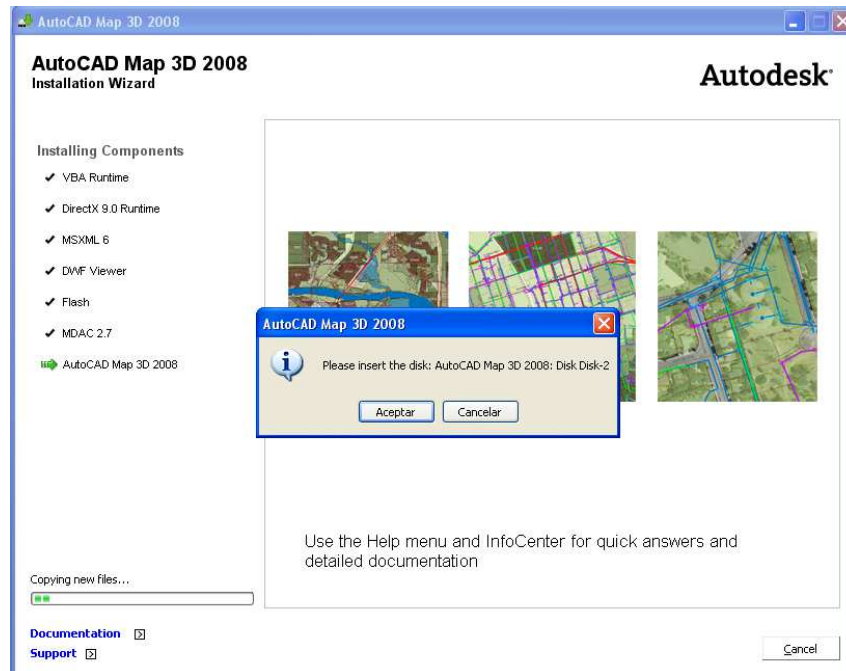 AutoCAD Map 3D 2008
AutoCAD Map 3D 2008
Installation Wizard
Autodesk®
Installing Components
VBA Runtime
DirectX 9.0 Runtime
MSXML 6
DWF Viewer
Flash
MDAC 2.7
AutoCAD Map 3D 2008
AutoCAD Map 3D 2008
Please insert the disk: AutoCAD Map 3D 2008: Disk Disk-2
Aceptar
Cancelar
Use the Help menu and InfoCenter for quick answers and
detailed documentation
Copying new files...
Documentation
Support
Cancel